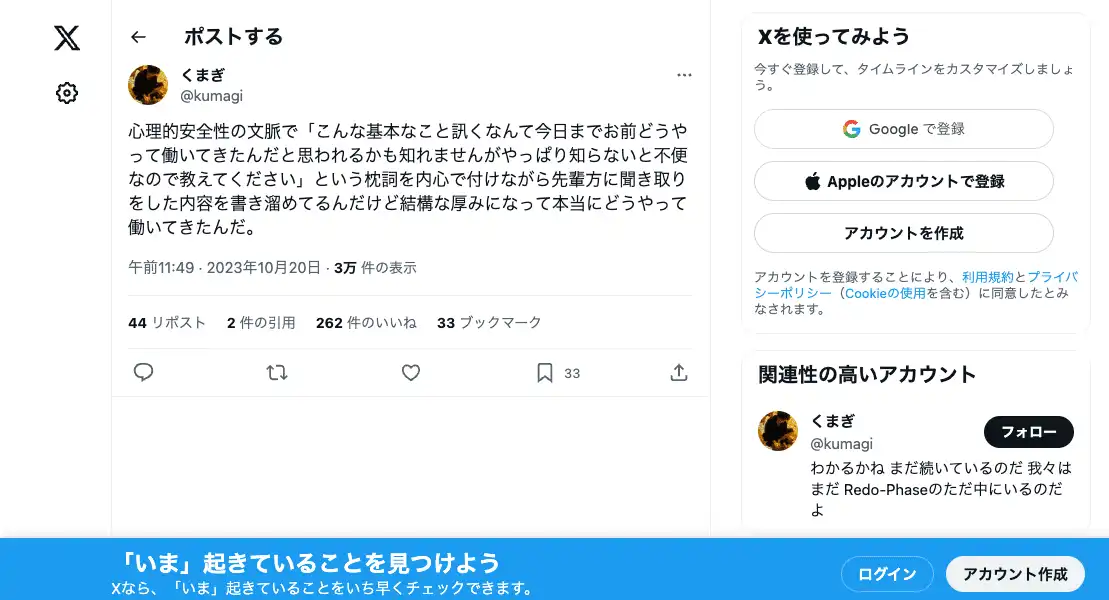 ポストする
くまぎ
@kumagi
心理的安全性の文脈で「こんな基本なこと訊くなんて今日までお前どうや
って働いてきたんだと思われるかも知れませんがやっぱり知らないと不便
なので教えてください」という枕詞を内心で付けながら先輩方に聞き取り
をした内容を書き溜めてるんだけど結構な厚みになって本当にどうやって
働いてきたんだ。
午前11:49 · 2023年10月20日 · 3万 件の表示
44 リポスト 2 件の引用 262 件のいいね 33 ブックマーク
33
Xを使ってみよう
今すぐ登録して、タイムラインをカスタマイズしましょ
う。
Google で登録
Appleのアカウントで登録
アカウントを作成
アカウントを登録することにより、利用規約とプライバ
シーポリシー（Cookieの使用を含む）に同意したとみ
なされます。
関連性の高いアカウント
くまぎ
@kumagi
フォロー
わかるかね まだ続いているのだ 我々は
まだ Redo-Phaseのただ中にいるのだ
よ
「いま」起きていることを見つけよう
Xなら、「いま」起きていることをいち早くチェックできます。
ログイン
アカウント作成